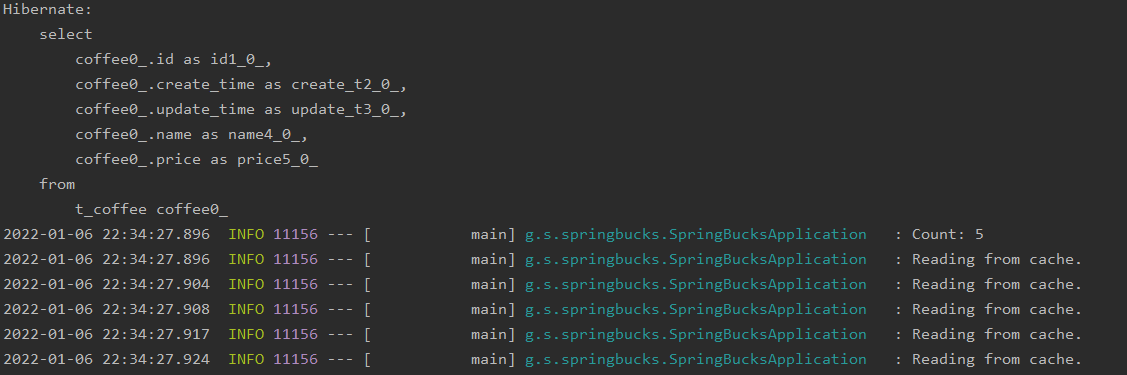 Hibernate:
    select
        coffee0_.id as id1_0_,
        coffee0_.create_time as create_t2_0_,
        coffee0_.update_time as update_t3_0_,
        coffee0_.name as name4_0_,
        coffee0_.price as price5_0_
    from
        t_coffee coffee0_
2022-01-06 22:34:27.896  INFO 11156 --- [           main] g.s.springbucks.SpringBucksApplication   : Count: 5
2022-01-06 22:34:27.896  INFO 11156 --- [           main] g.s.springbucks.SpringBucksApplication   : Reading from cache.
2022-01-06 22:34:27.904  INFO 11156 --- [           main] g.s.springbucks.SpringBucksApplication   : Reading from cache.
2022-01-06 22:34:27.908  INFO 11156 --- [           main] g.s.springbucks.SpringBucksApplication   : Reading from cache.
2022-01-06 22:34:27.917  INFO 11156 --- [           main] g.s.springbucks.SpringBucksApplication   : Reading from cache.
2022-01-06 22:34:27.924  INFO 11156 --- [           main] g.s.springbucks.SpringBucksApplication   : Reading from cache.